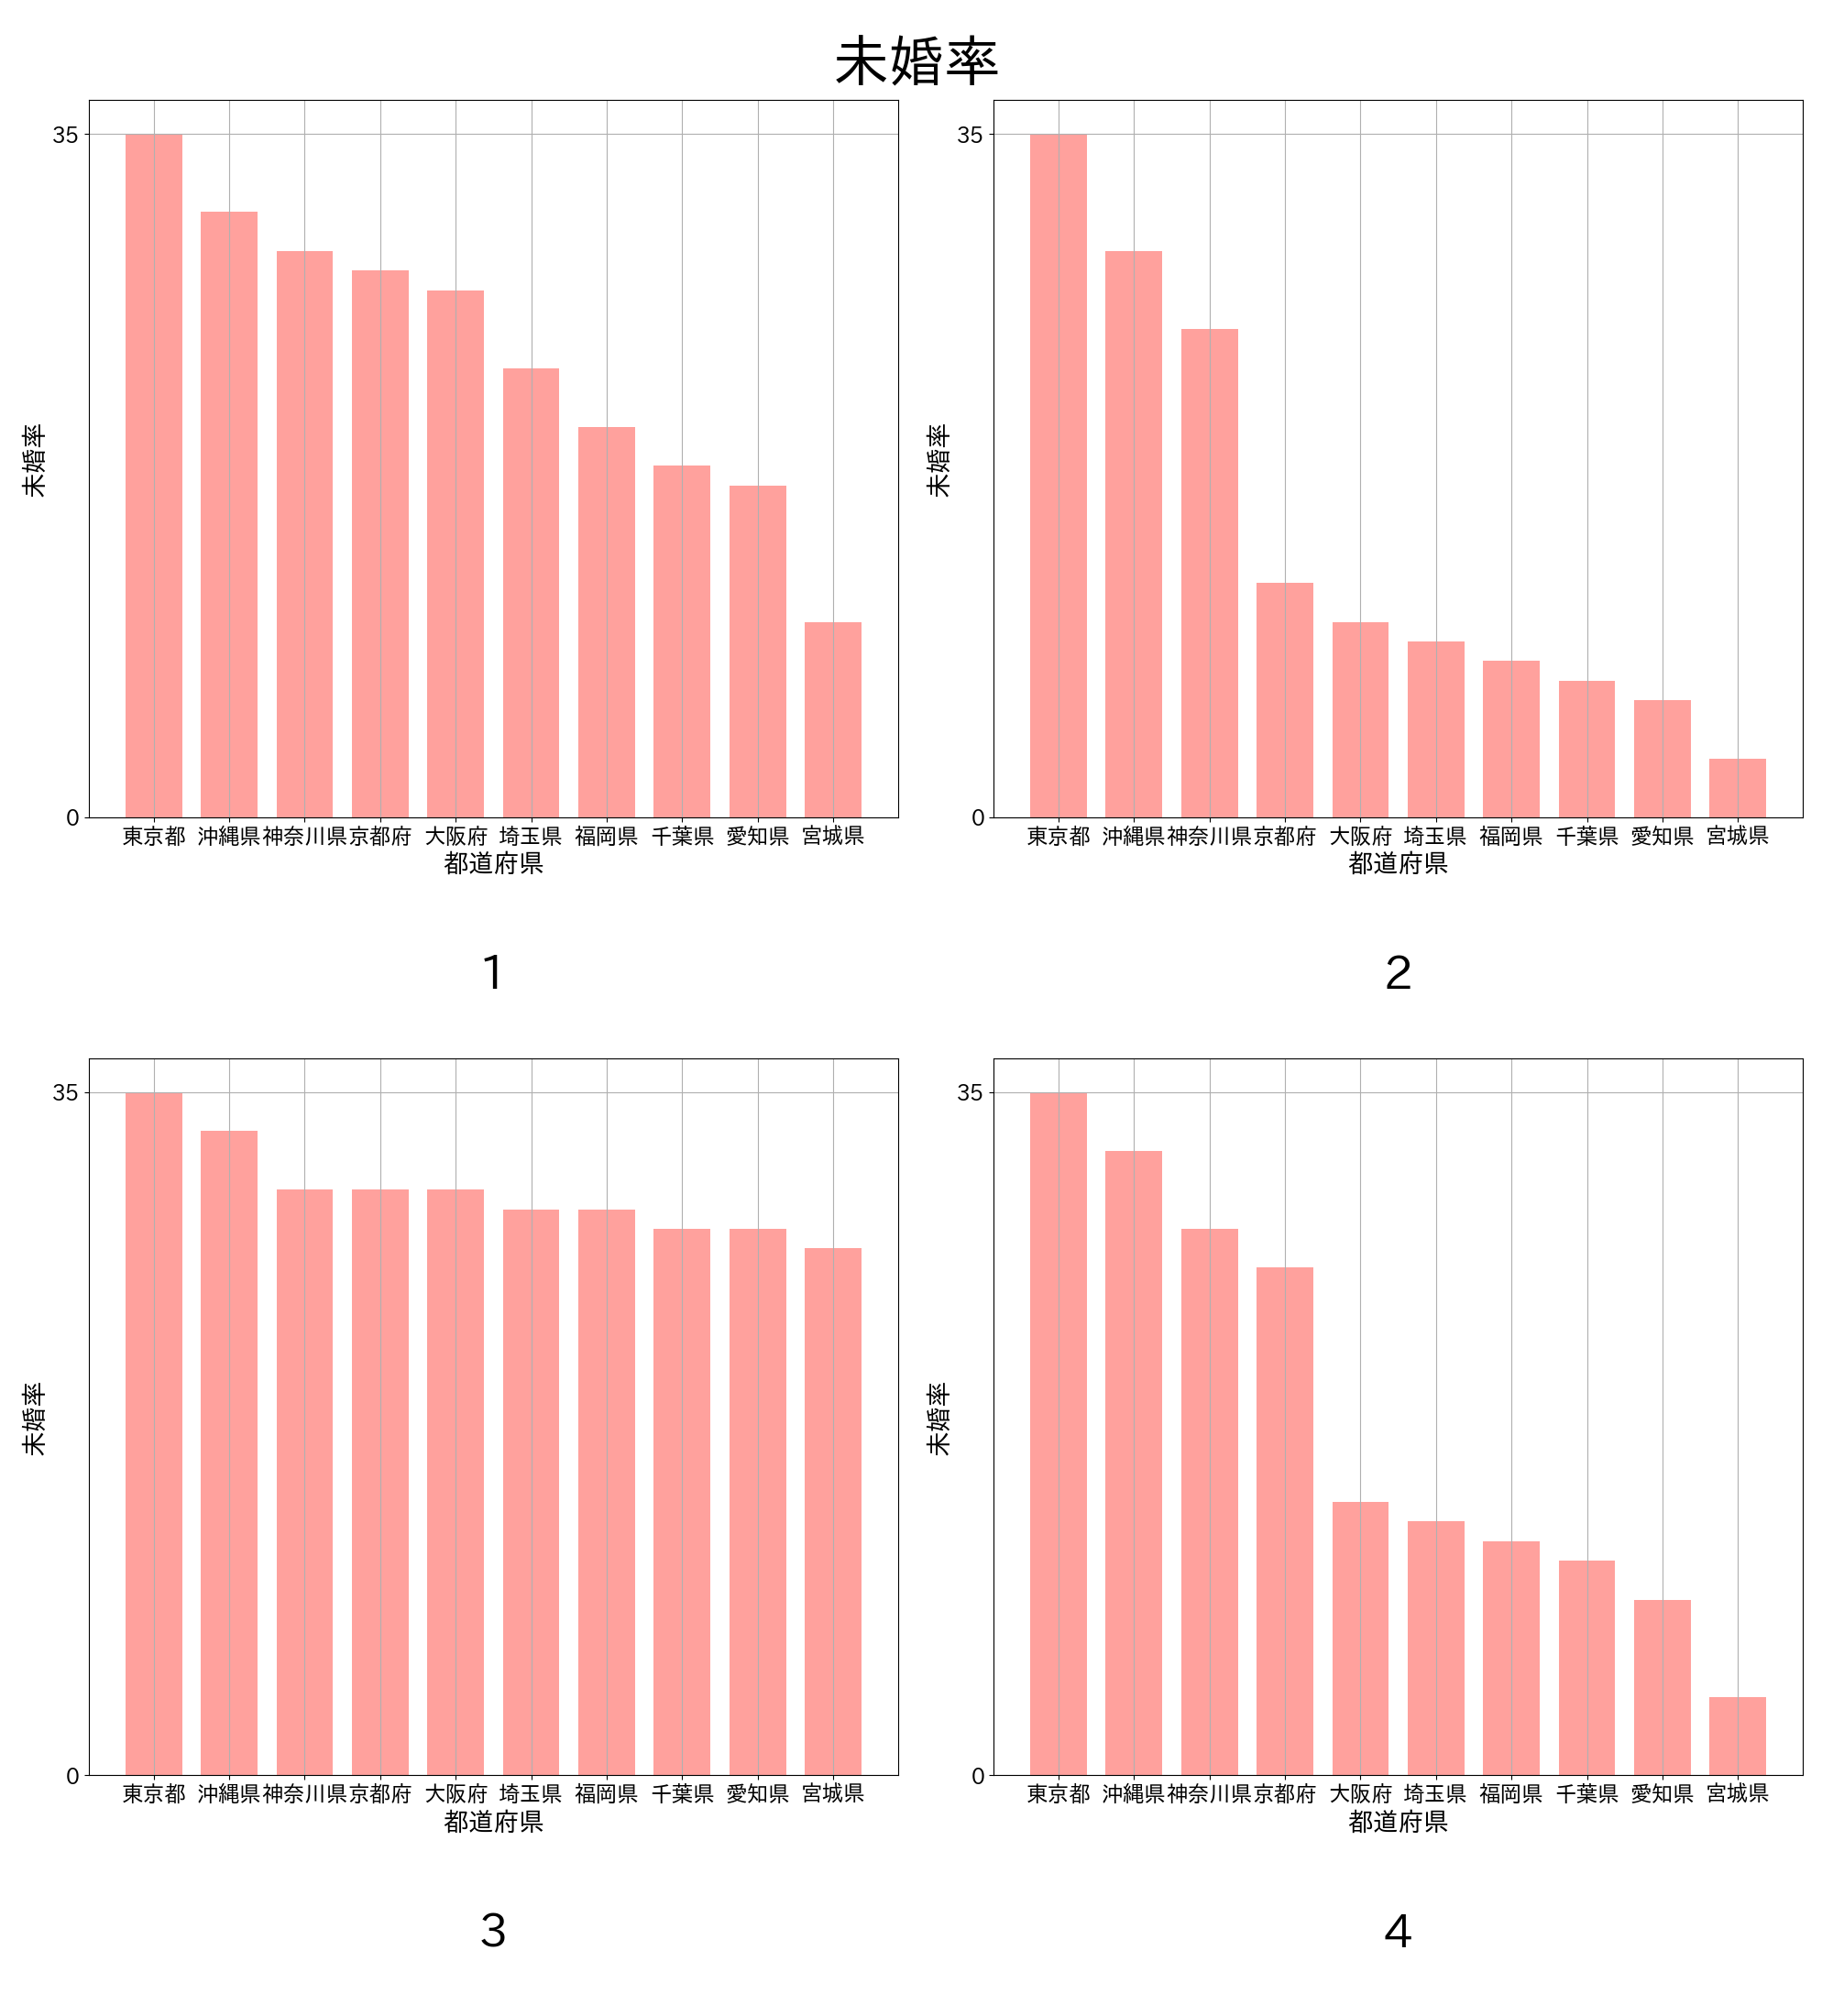 未婚率
35
0
未婚率
東京都 沖縄県 神奈川県 京都府 大阪府 埼玉県 福岡県 千葉県 愛知県 宮城県
都道府県
1
35
0
未婚率
東京都 沖縄県 神奈川県 京都府 大阪府 埼玉県 福岡県 千葉県 愛知県 宮城県
都道府県
2
35
0
未婚率
東京都 沖縄県 神奈川県 京都府 大阪府 埼玉県 福岡県 千葉県 愛知県 宮城県
都道府県
3
35
0
未婚率
東京都 沖縄県 神奈川県 京都府 大阪府 埼玉県 福岡県 千葉県 愛知県 宮城県
都道府県
4